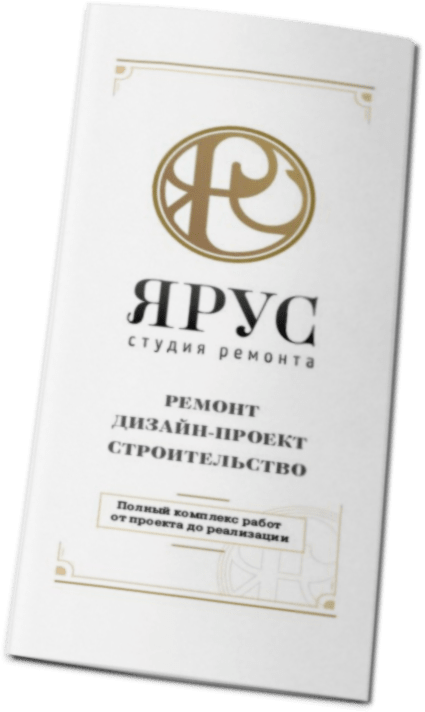 ЯРУС
студия ремонта
РЕМОНТ
ДИЗАЙН-ПРОЕКТ
СТРОИТЕЛЬСТВО
Полный комплекс работ
от проекта до реализации